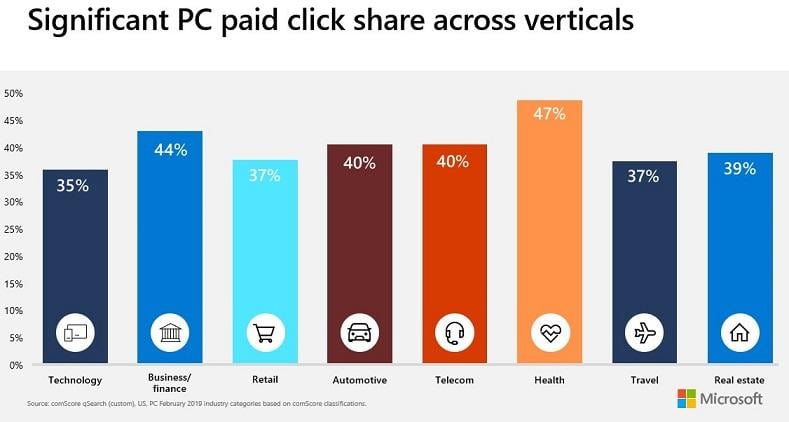 Significant PC paid click share across verticals
50%
45%
40%
35%
30%
25%
20%
15%
10%
5%
0%
35%
44%
37%
40%
40%
47%
37%
39%
Technology
Business/
finance
Retail
Automotive
Telecom
Health
Travel
Real estate
Source: comScore qSearch (custom), US, PC February 2019 industry categories based on comScore classifications.
Microsoft